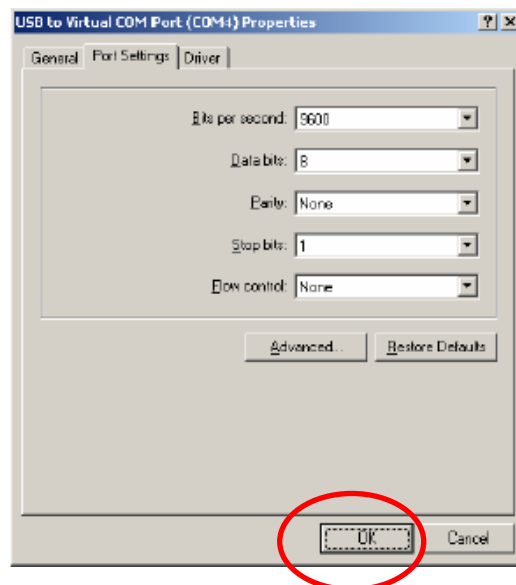 USB to Virtual COM Port (COM4) Properties
General Port Settings Driver
Bits per second: 9600
Data bits: 8
Parity: None
Stop bits: 1
Flow control: None
Advanced... Restore Defaults
OK Cancel